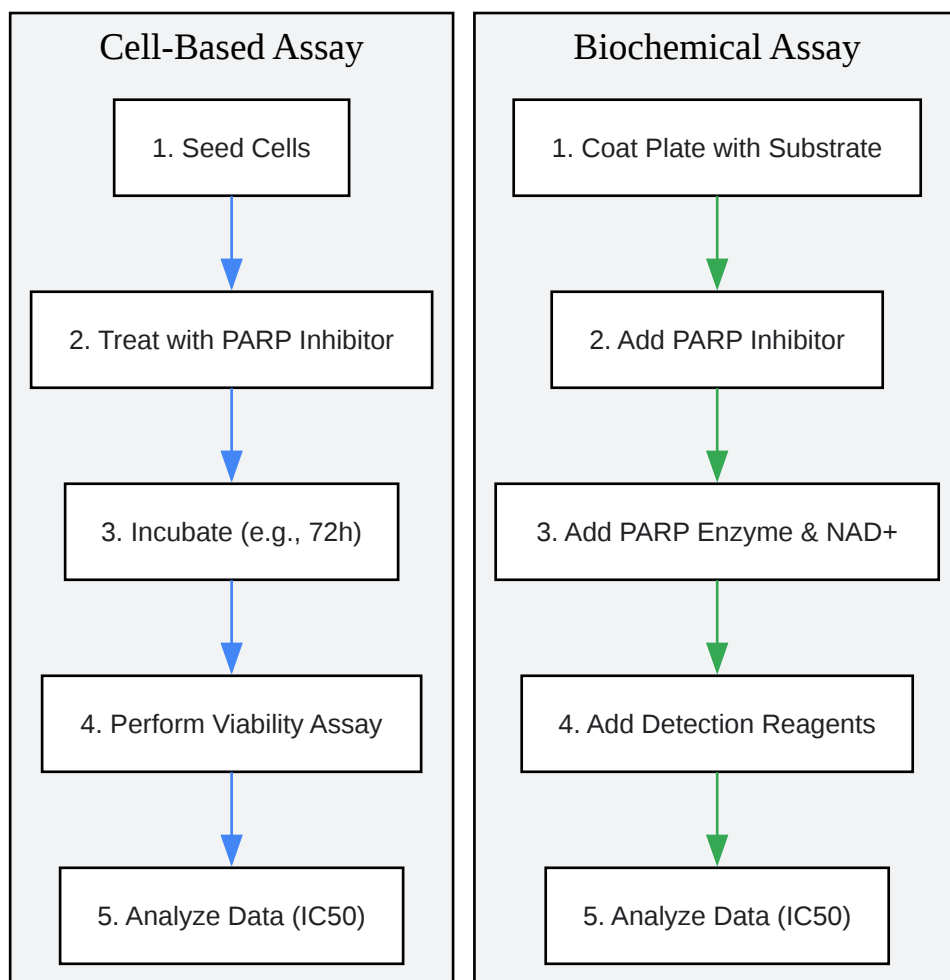 Cell-Based Assay
1. Seed Cells
2. Treat with PARP Inhibitor
3. Incubate (e.g., 72h)
4. Perform Viability Assay
5. Analyze Data (IC50)
Biochemical Assay
1. Coat Plate with Substrate
2. Add PARP Inhibitor
3. Add PARP Enzyme & NAD+
4. Add Detection Reagents
5. Analyze Data (IC50)